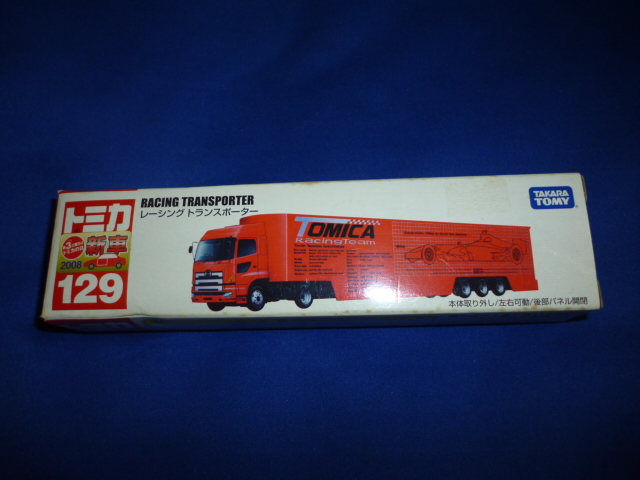 トミカ
新車
2008
129
RACING TRANSPORTER
レーシング トランスポーター
TOMICA
Racing Team
TAKARA
TOMY
本体取り外し/左右可動/後部パネル開閉